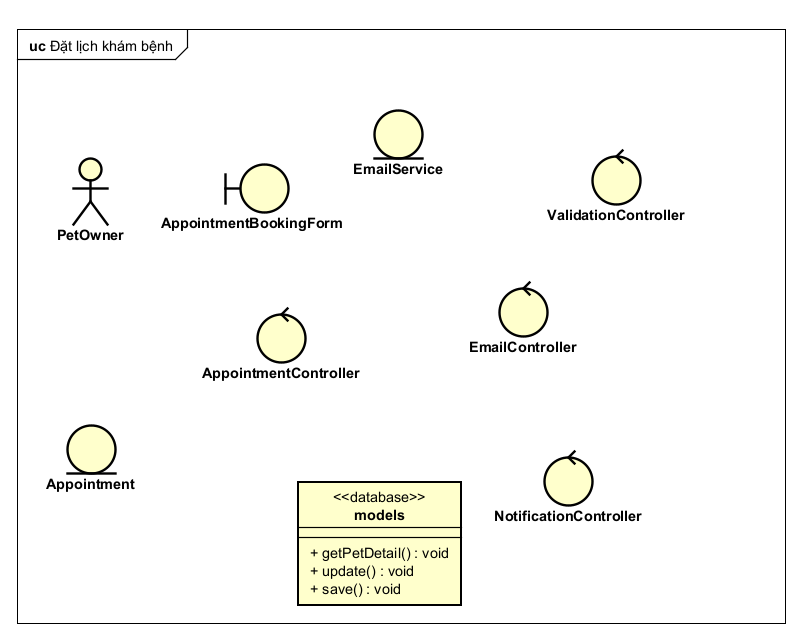 uc Đặt lịch khám bệnh
EmailService
PetOwner
AppointmentBookingForm
ValidationController
AppointmentController
EmailController
Appointment
<<database>>
models
+ getPetDetail() : void
+ update() : void
+ save() : void
NotificationController